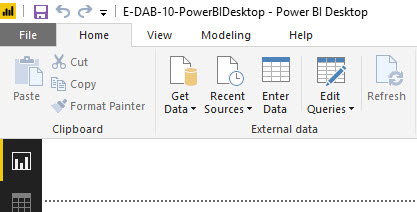 E-DAB-10-PowerBIDesktop - Power BI Desktop
File Home View Modeling Help
Paste
Cut
Copy
Format Painter
Clipboard
Get Data
Recent Sources
Enter Data
Edit Queries
Refresh
External data